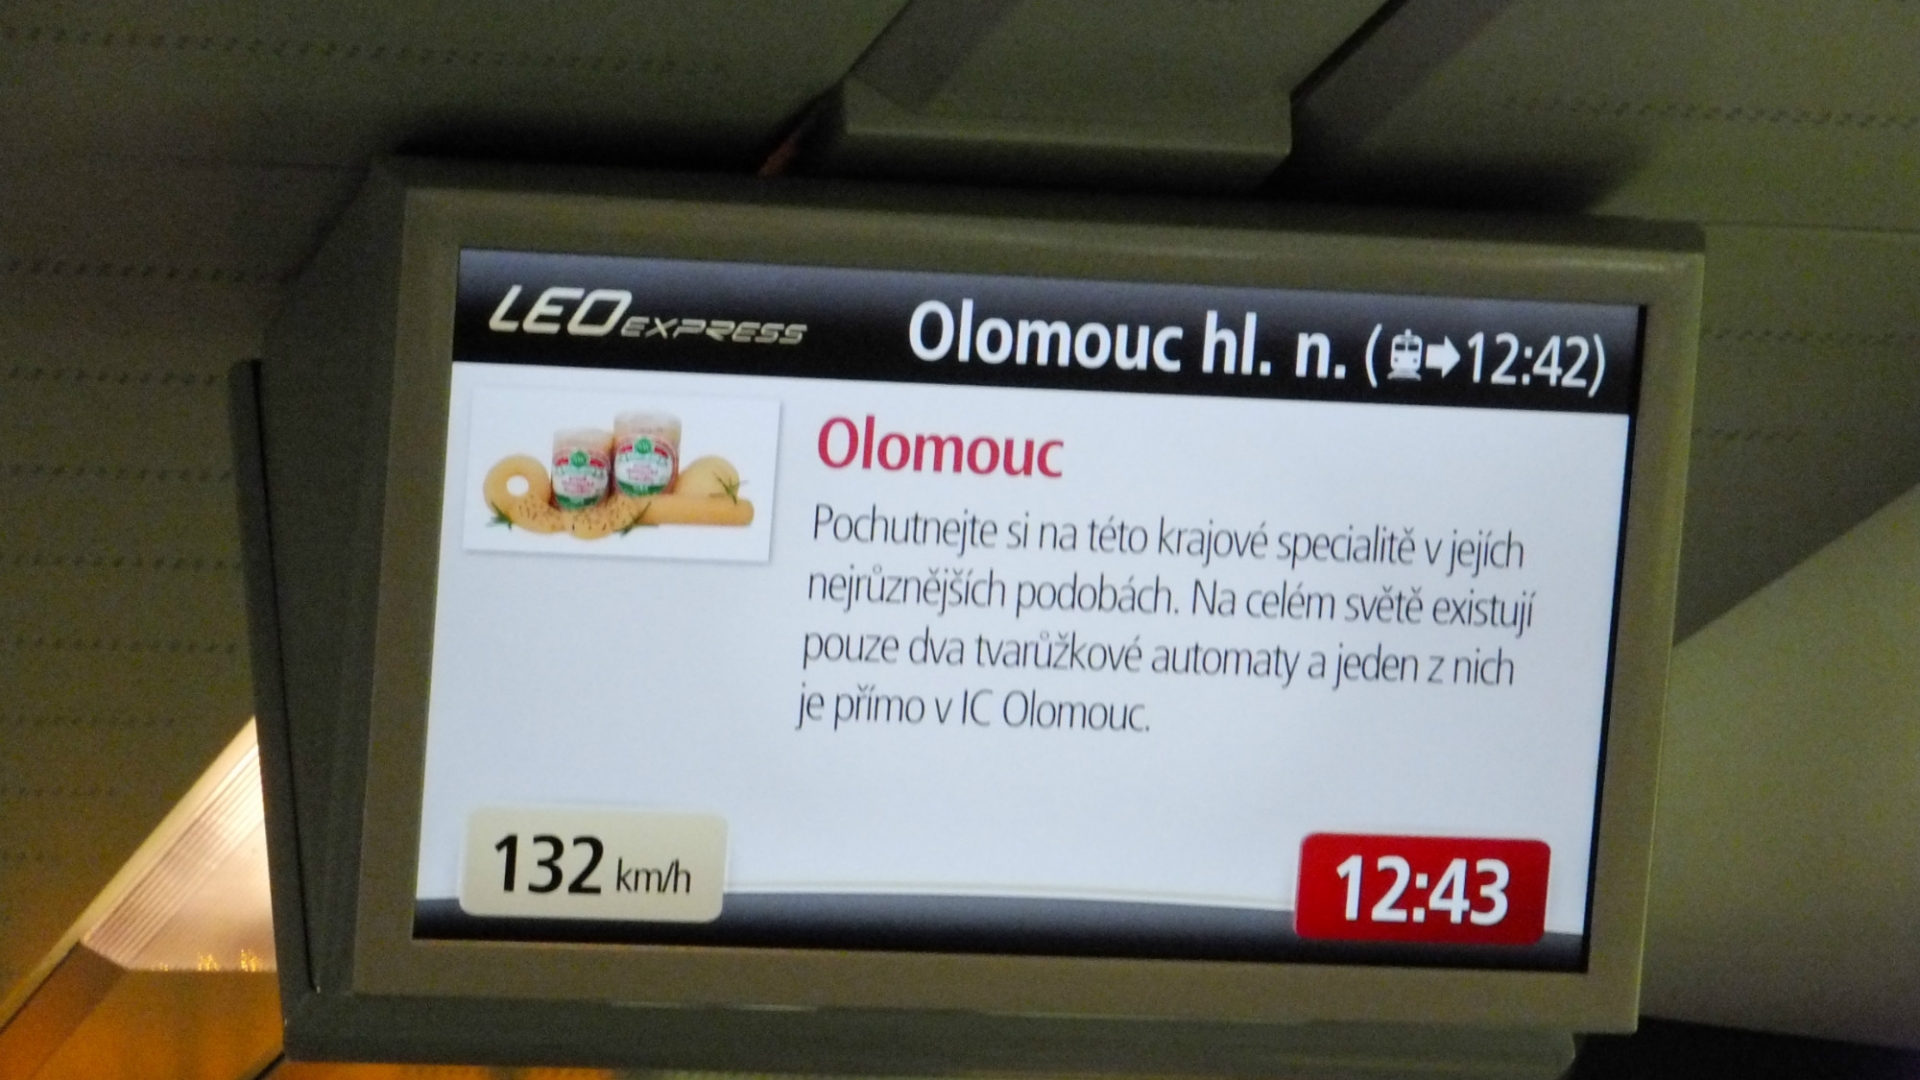 LEO EXPRESS
Olomouc hl. n. (➡12:42)
Olomouc
Pochutnejte si na této krajové specialitě v jejích
nejrůznějších podobách. Na celém světě existují
pouze dva tvarůžkové automaty a jeden z nich
je přímo v IC Olomouc.
132 km/h
12:43